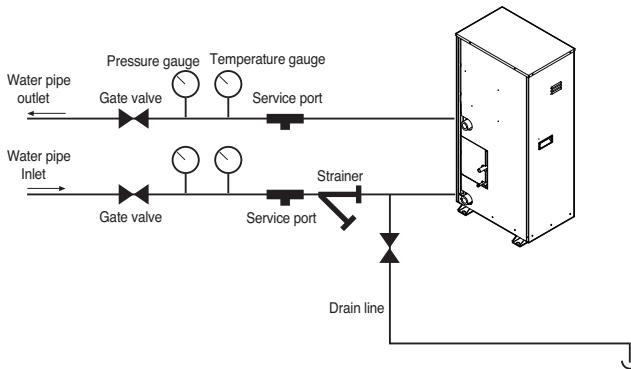 Pressure gauge
Temperature gauge
Water pipe
outlet
Gate valve
Service port
Water pipe
Inlet
Strainer
Gate valve
Service port
Drain line